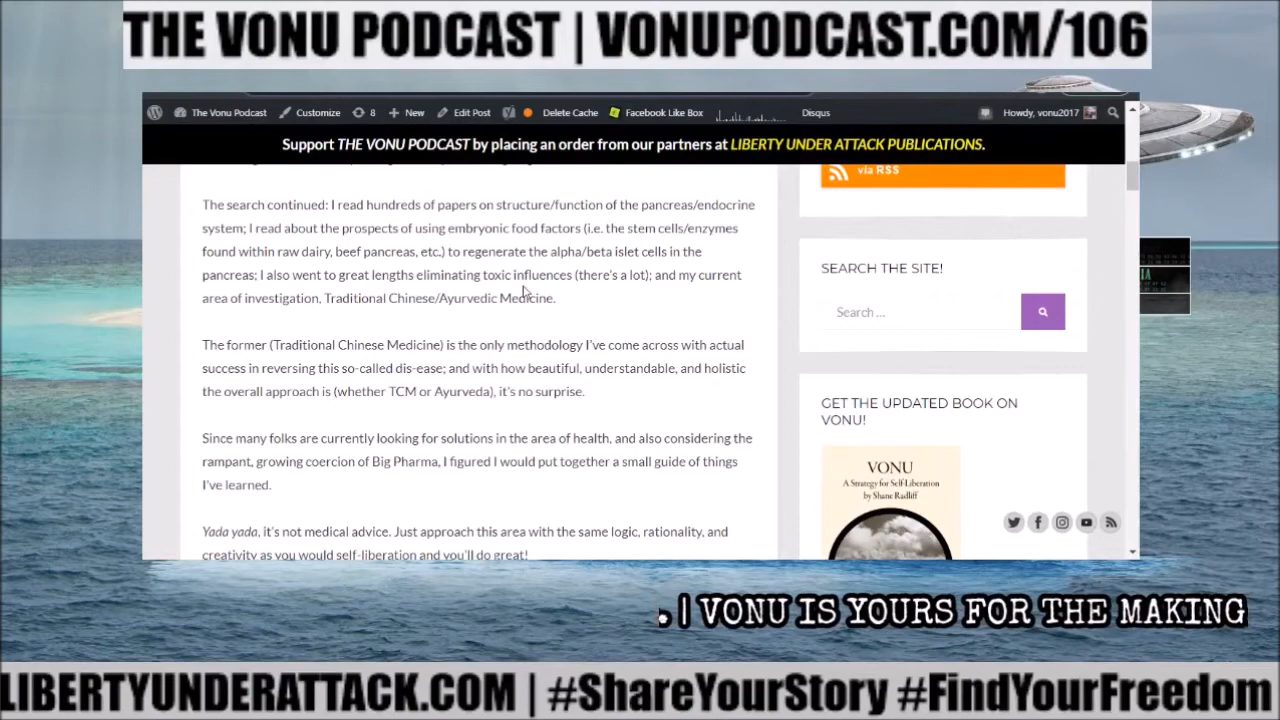 THE VONU PODCAST | VONUPODCAST.COM/106
The Vonu Podcast Customize 8 New Edit Post Delete Cache Facebook Like Box Disqus Howdy, vonu2017
Support THE VONU PODCAST by placing an order from our partners at LIBERTY UNDER ATTACK PUBLICATIONS.
via RSS
The search continued: I read hundreds of papers on structure/function of the pancreas/endocrine
system; I read about the prospects of using embryonic food factors (i.e. the stem cells/enzymes
found within raw dairy, beef pancreas, etc.) to regenerate the alpha/beta islet cells in the
pancreas; I also went to great lengths eliminating toxic influences (there's a lot); and my current
area of investigation, Traditional Chinese/Ayurvedic Medicine.
The former (Traditional Chinese Medicine) is the only methodology I've come across with actual
success in reversing this so-called dis-ease; and with how beautiful, understandable, and holistic
the overall approach is (whether TCM or Ayurveda), it's no surprise.
Since many folks are currently looking for solutions in the area of health, and also considering the
rampant, growing coercion of Big Pharma, I figured I would put together a small guide of things
I've learned.
Yada yada, it's not medical advice. Just approach this area with the same logic, rationality, and
creativity as you would self-liberation and you'll do great!
SEARCH THE SITE!
Search ...
GET THE UPDATED BOOK ON
VONU!
VONU
A Strategy for Self-Liberation
by Shane Radliff
. | VONU IS YOURS FOR THE MAKING
LIBERTYUNDERATTACK.COM | #ShareYourStory #FindYourFreedom